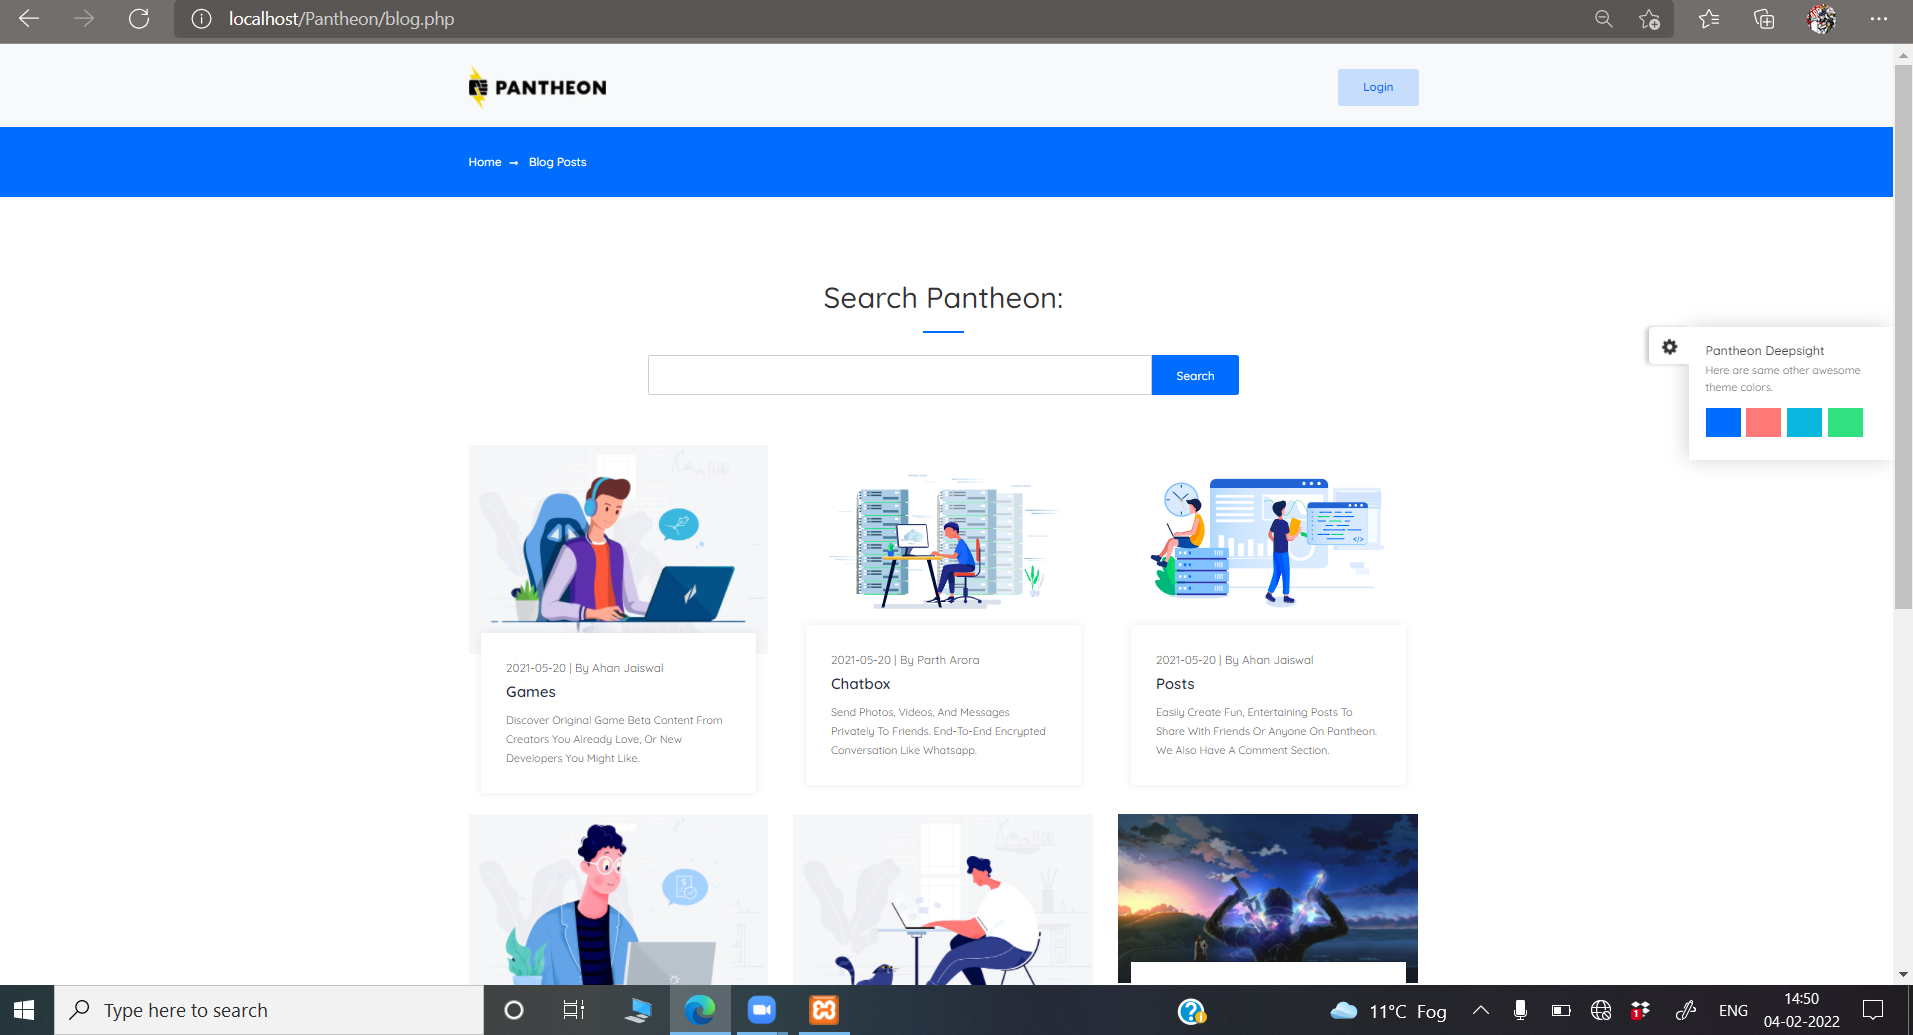 localhost/Pantheon/blog.php
PANTHEON
Login
Home → Blog Posts
Search Pantheon:
Search
Pantheon Deepsight
Here are same other awesome
theme colors.
2021-05-20 | By Ahan Jaiswal
Games
Discover Original Game Beta Content From
Creators You Already Love, Or New
Developers You Might Like.
2021-05-20 | By Parth Arora
Chatbox
Send Photos, Videos, And Messages
Privately To Friends. End-To-End Encrypted
Conversation Like Whatsapp.
2021-05-20 | By Ahan Jaiswal
Posts
Easily Create Fun, Entertaining Posts To
Share With Friends Or Anyone On Pantheon.
We Also Have A Comment Section.
Type here to search
11°C Fog
1
ENG
14:50
04-02-2022